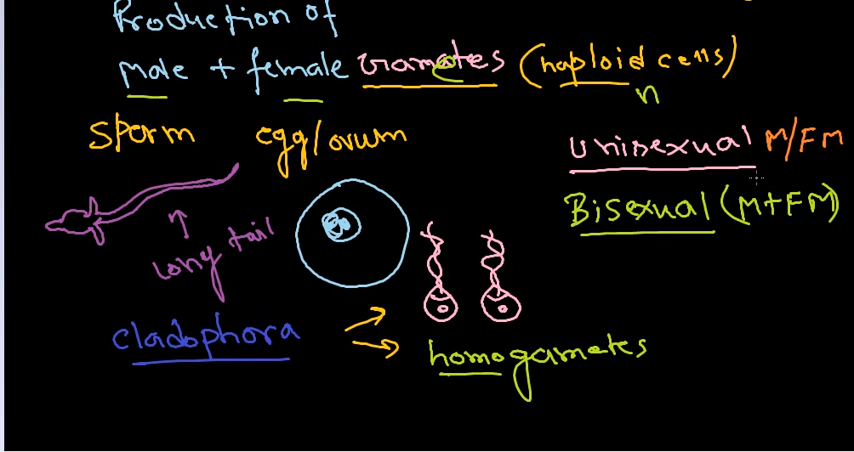 Production of
Male + female Gametes (haploid cells)
n
Sperm egg/ovum
Unisexual M/FM
Bisexual (M+FM)
long tail
cladophora
homogametes